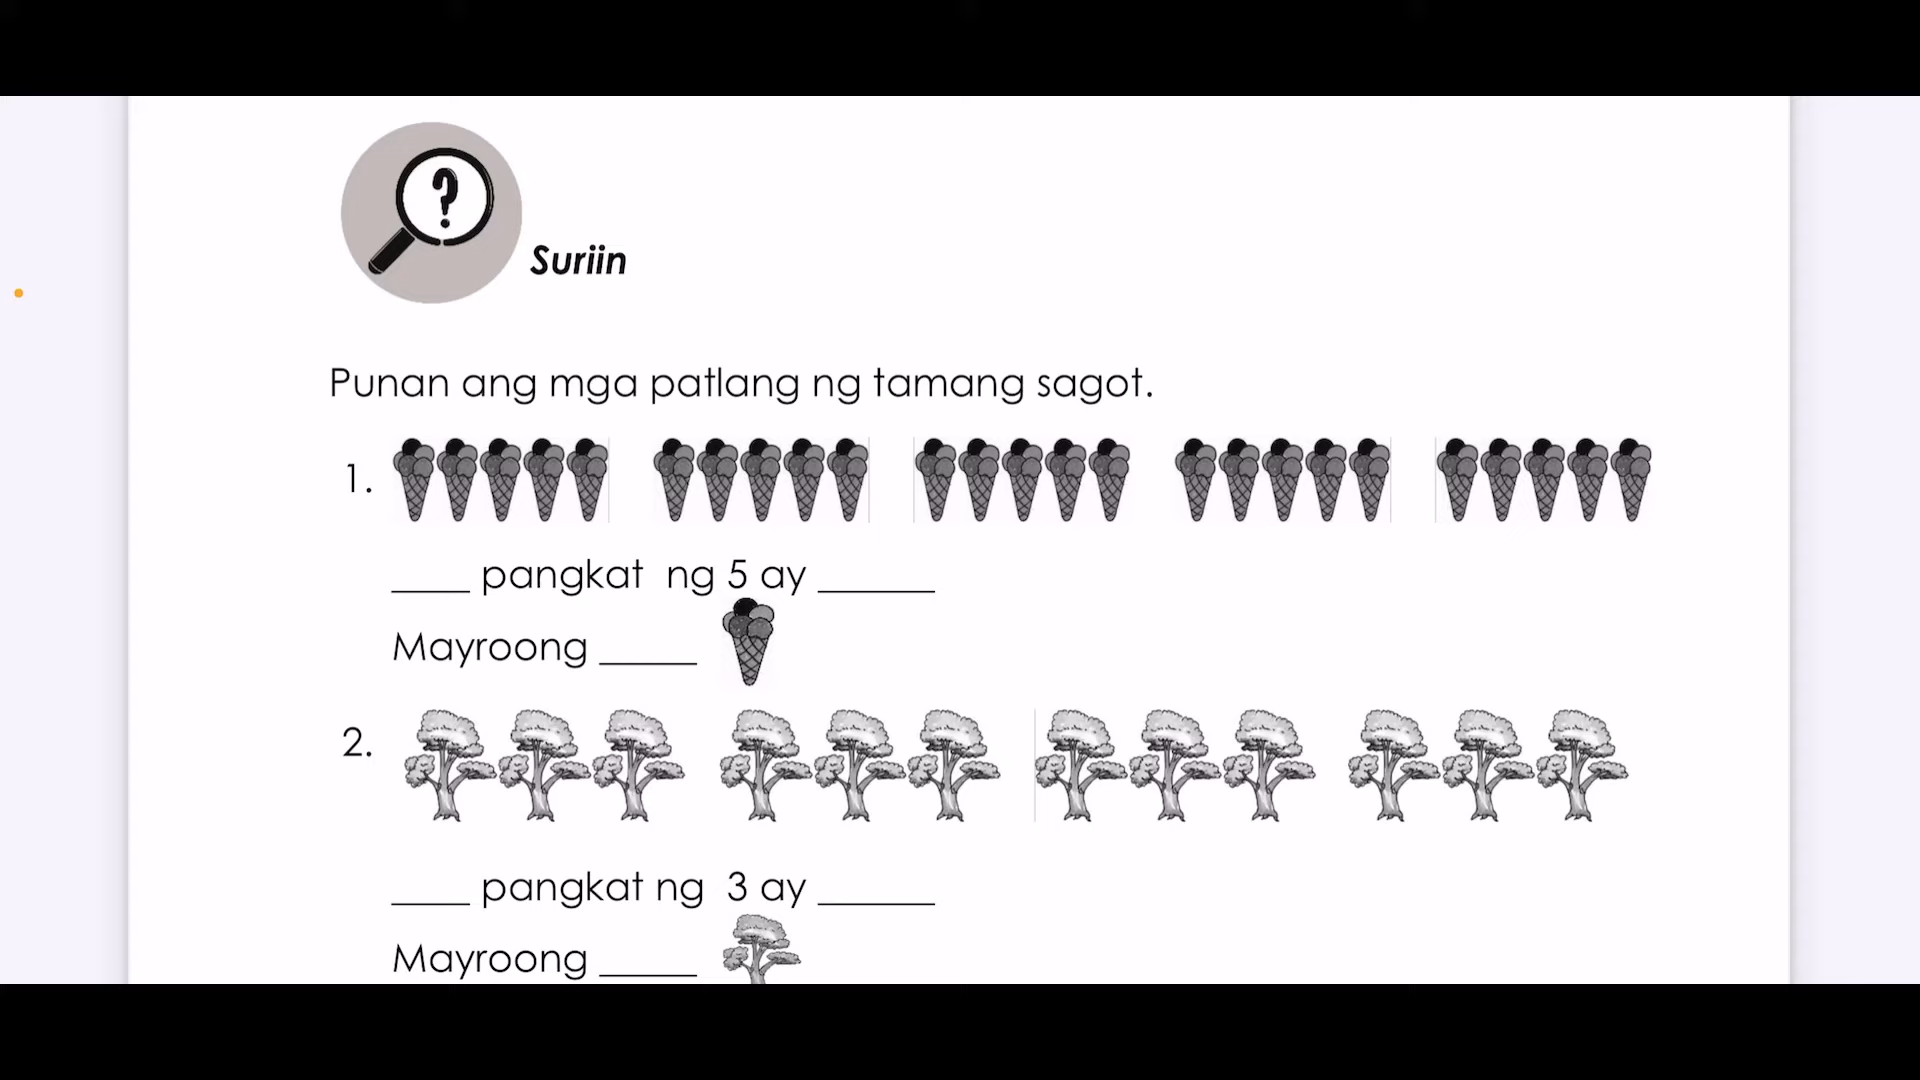 ?
Suriin
Punan ang mga patlang ng tamang sagot.
1.
____ pangkat ng 5 ay ______
Mayroong _____
2.
____ pangkat ng 3 ay ______
Mayroong _____